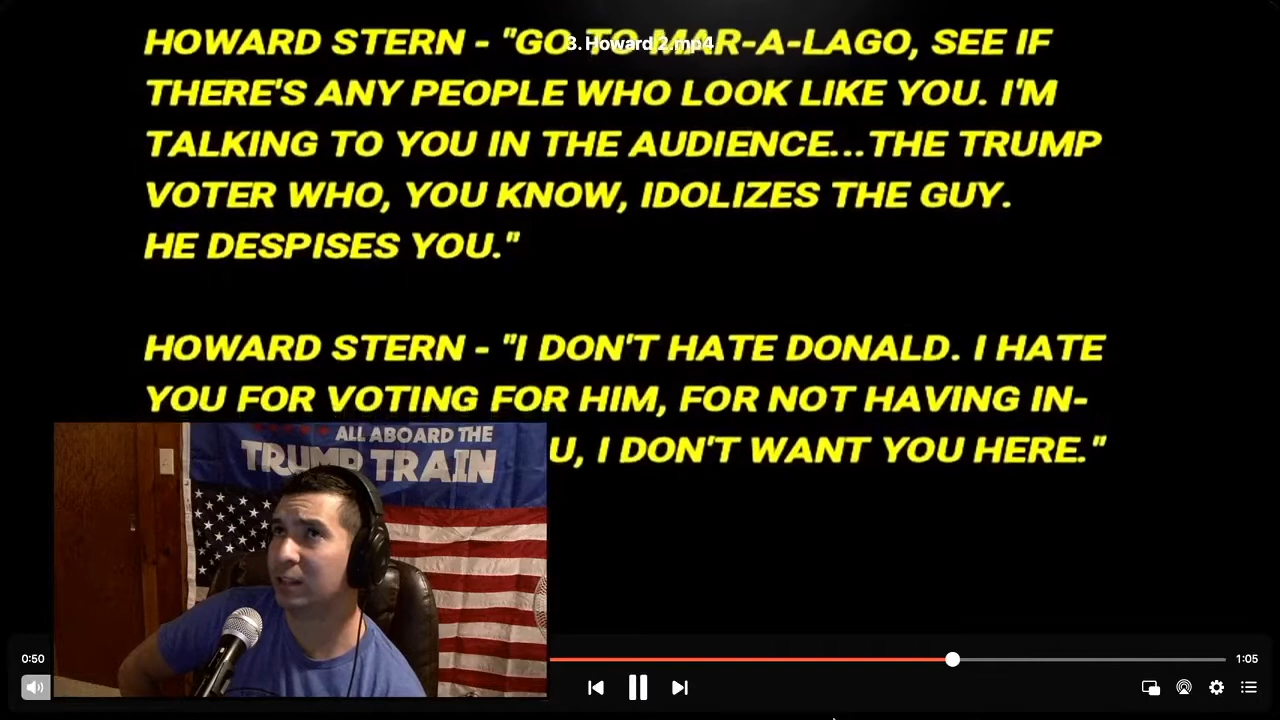 HOWARD STERN - "GO TO MAR-A-LAGO, SEE IF
3. Howard 2.mp4
THERE'S ANY PEOPLE WHO LOOK LIKE YOU. I'M
TALKING TO YOU IN THE AUDIENCE...THE TRUMP
VOTER WHO, YOU KNOW, IDOLIZES THE GUY.
HE DESPISES YOU."
HOWARD STERN - "I DON'T HATE DONALD. I HATE
YOU FOR VOTING FOR HIM, FOR NOT HAVING IN-
U, I DON'T WANT YOU HERE."
ALL ABOARD THE
TRUMP TRAIN
0:50
1:05